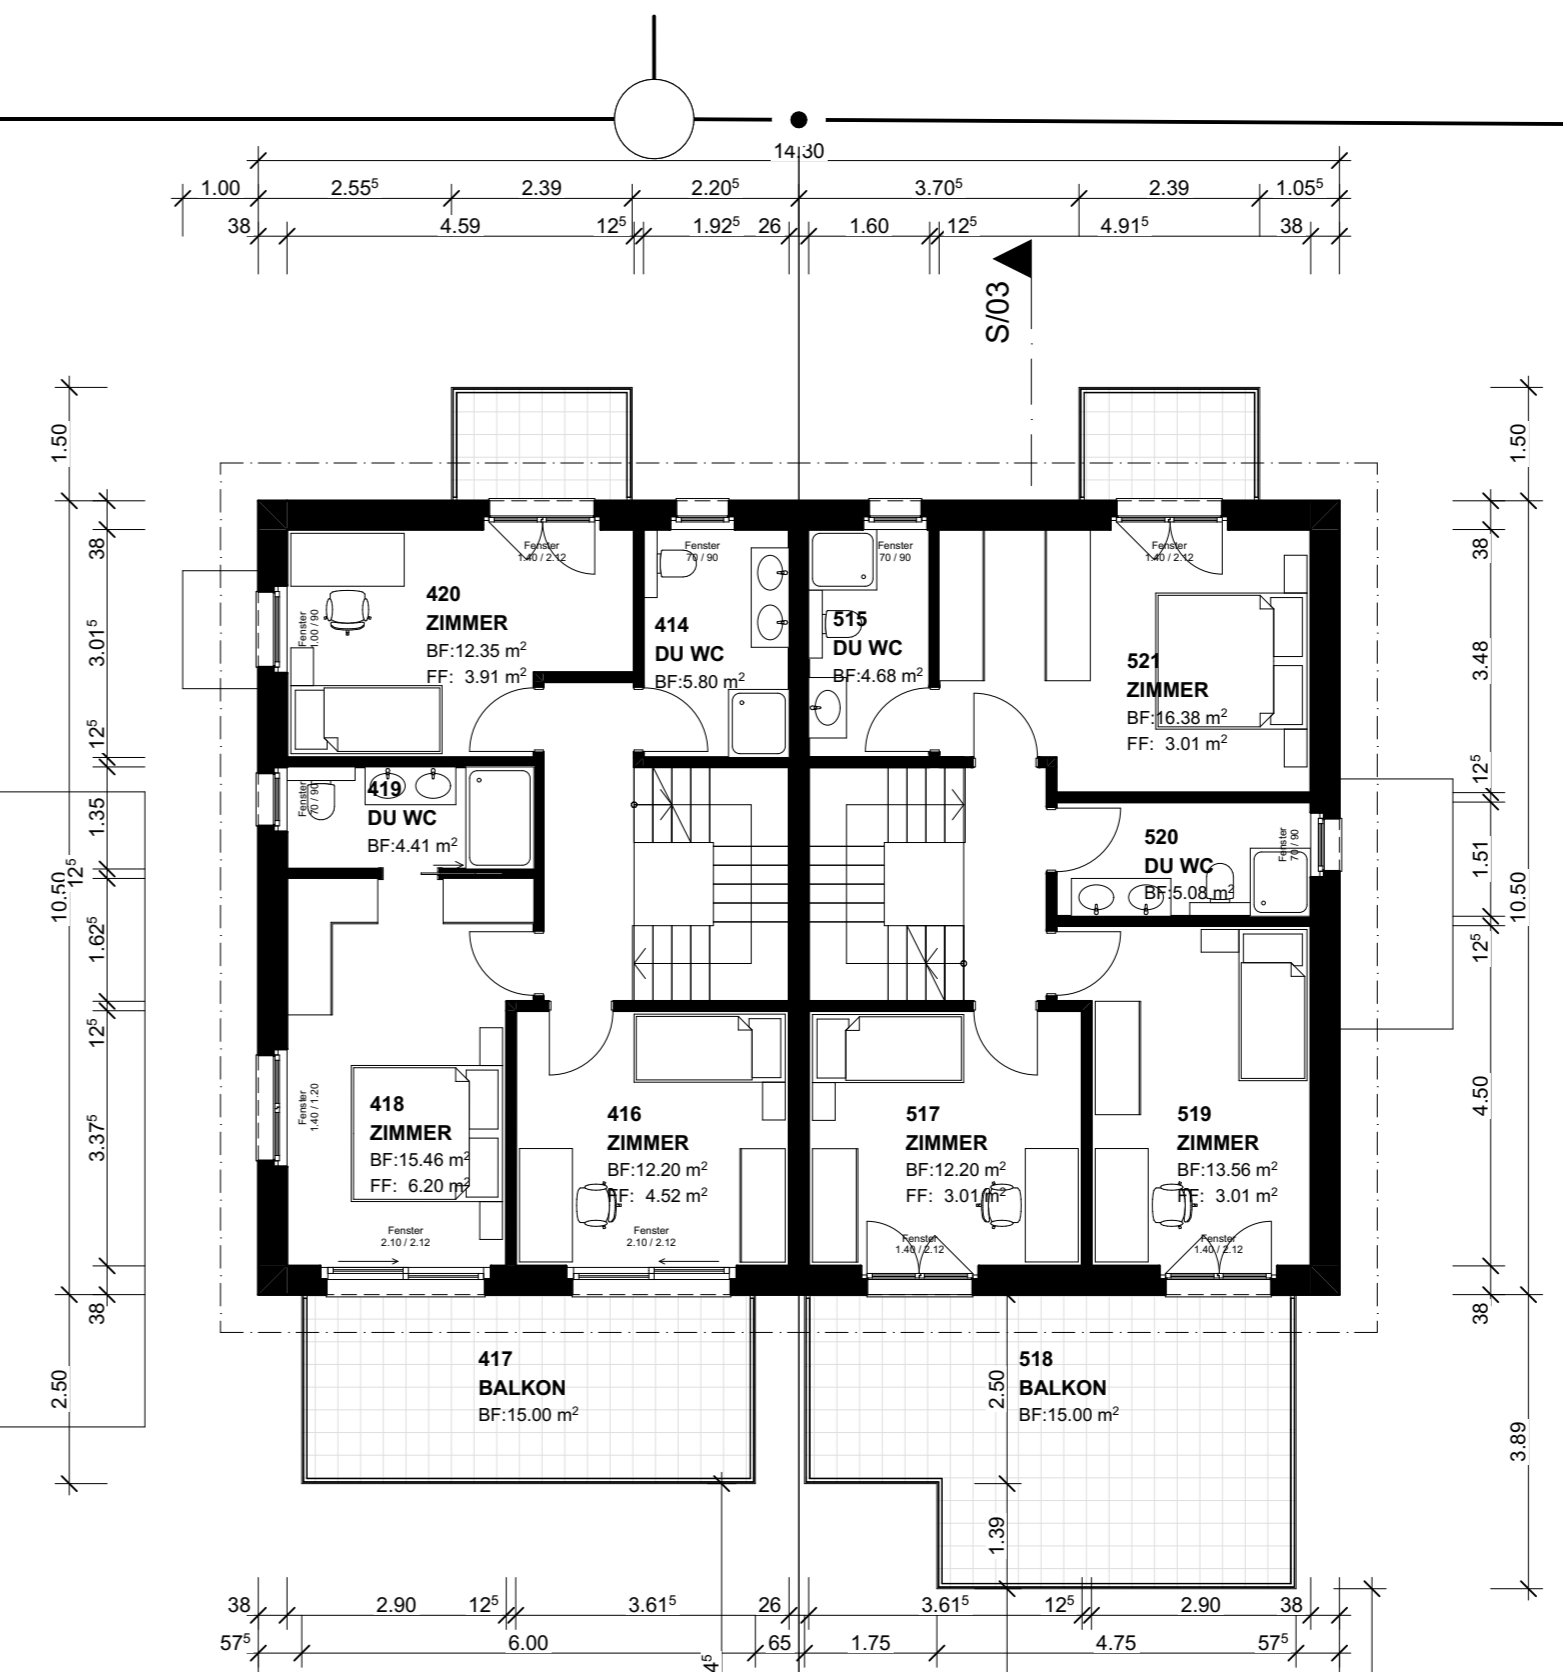 14.30
1.00 2.55⁵ 2.39 2.20⁵ 3.70⁵ 2.39 1.05⁵
38 4.59 12⁵ 1.92⁵ 26 1.60 12⁵ 4.91⁵ 38
S/03
1.50
10.50
2.50
38
3.01⁵
12⁵
1.35
12⁵
1.62⁵
12⁵
3.37⁵
38
1.50
10.50
3.89
38
3.48
12⁵
1.51
12⁵
4.50
38
Fenster
1.40 / 2.12
Fenster
70 / 90
Fenster
70 / 90
Fenster
1.40 / 2.12
Fenster
1.00 / 90
420
ZIMMER
BF:12.35 m²
FF: 3.91 m²
414
DU WC
BF:5.80 m²
515
DU WC
BF:4.68 m²
521
ZIMMER
BF:16.38 m²
FF: 3.01 m²
Fenster
70 / 90
419
DU WC
BF:4.41 m²
520
DU WC
BF:5.08 m²
Fenster
70 / 90
Fenster
1.40 / 1.20
418
ZIMMER
BF:15.46 m²
FF: 6.20 m²
416
ZIMMER
BF:12.20 m²
FF: 4.52 m²
517
ZIMMER
BF:12.20 m²
FF: 3.01 m²
519
ZIMMER
BF:13.56 m²
FF: 3.01 m²
Fenster
2.10 / 2.12
Fenster
2.10 / 2.12
Fenster
1.40 / 2.12
Fenster
1.40 / 2.12
417
BALKON
BF:15.00 m²
518
BALKON
BF:15.00 m²
2.50
1.39
38 2.90 12⁵ 3.61⁵ 26 3.61⁵ 12⁵ 2.90 38
57⁵ 6.00 65 1.75 4.75 57⁵